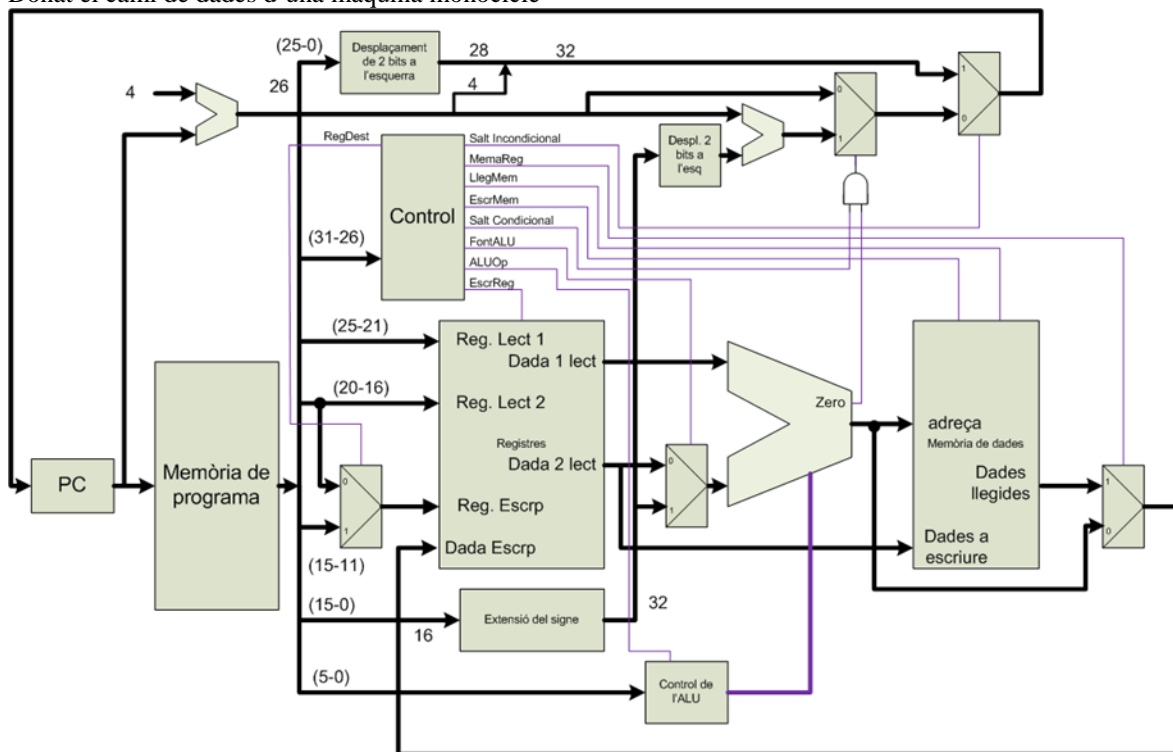 Donat el camí de dades d'una màquina monocicle
(25-0)
Desplaçament
de 2 bits a
l'esquerra
28
32
1
0
4
26
4
0
1
RegDest
Control
Salt Incondicional
MemaReg
LlegMem
EscrMem
Salt Condicional
FontALU
ALUOp
EscrReg
Despl. 2
bits a
l'esq
(31-26)
(25-21)
(20-16)
Reg. Lect 1
Dada 1 lect
Reg. Lect 2
Registres
Dada 2 lect
Reg. Escrp
Dada Escrp
Zero
adreça
Memòria de dades
Dades
llegides
Dades a
escriure
PC
Memòria de
programa
0
1
0
1
1
0
(15-11)
(15-0)
16
Extensió del signe
32
(5-0)
Control de
l'ALU